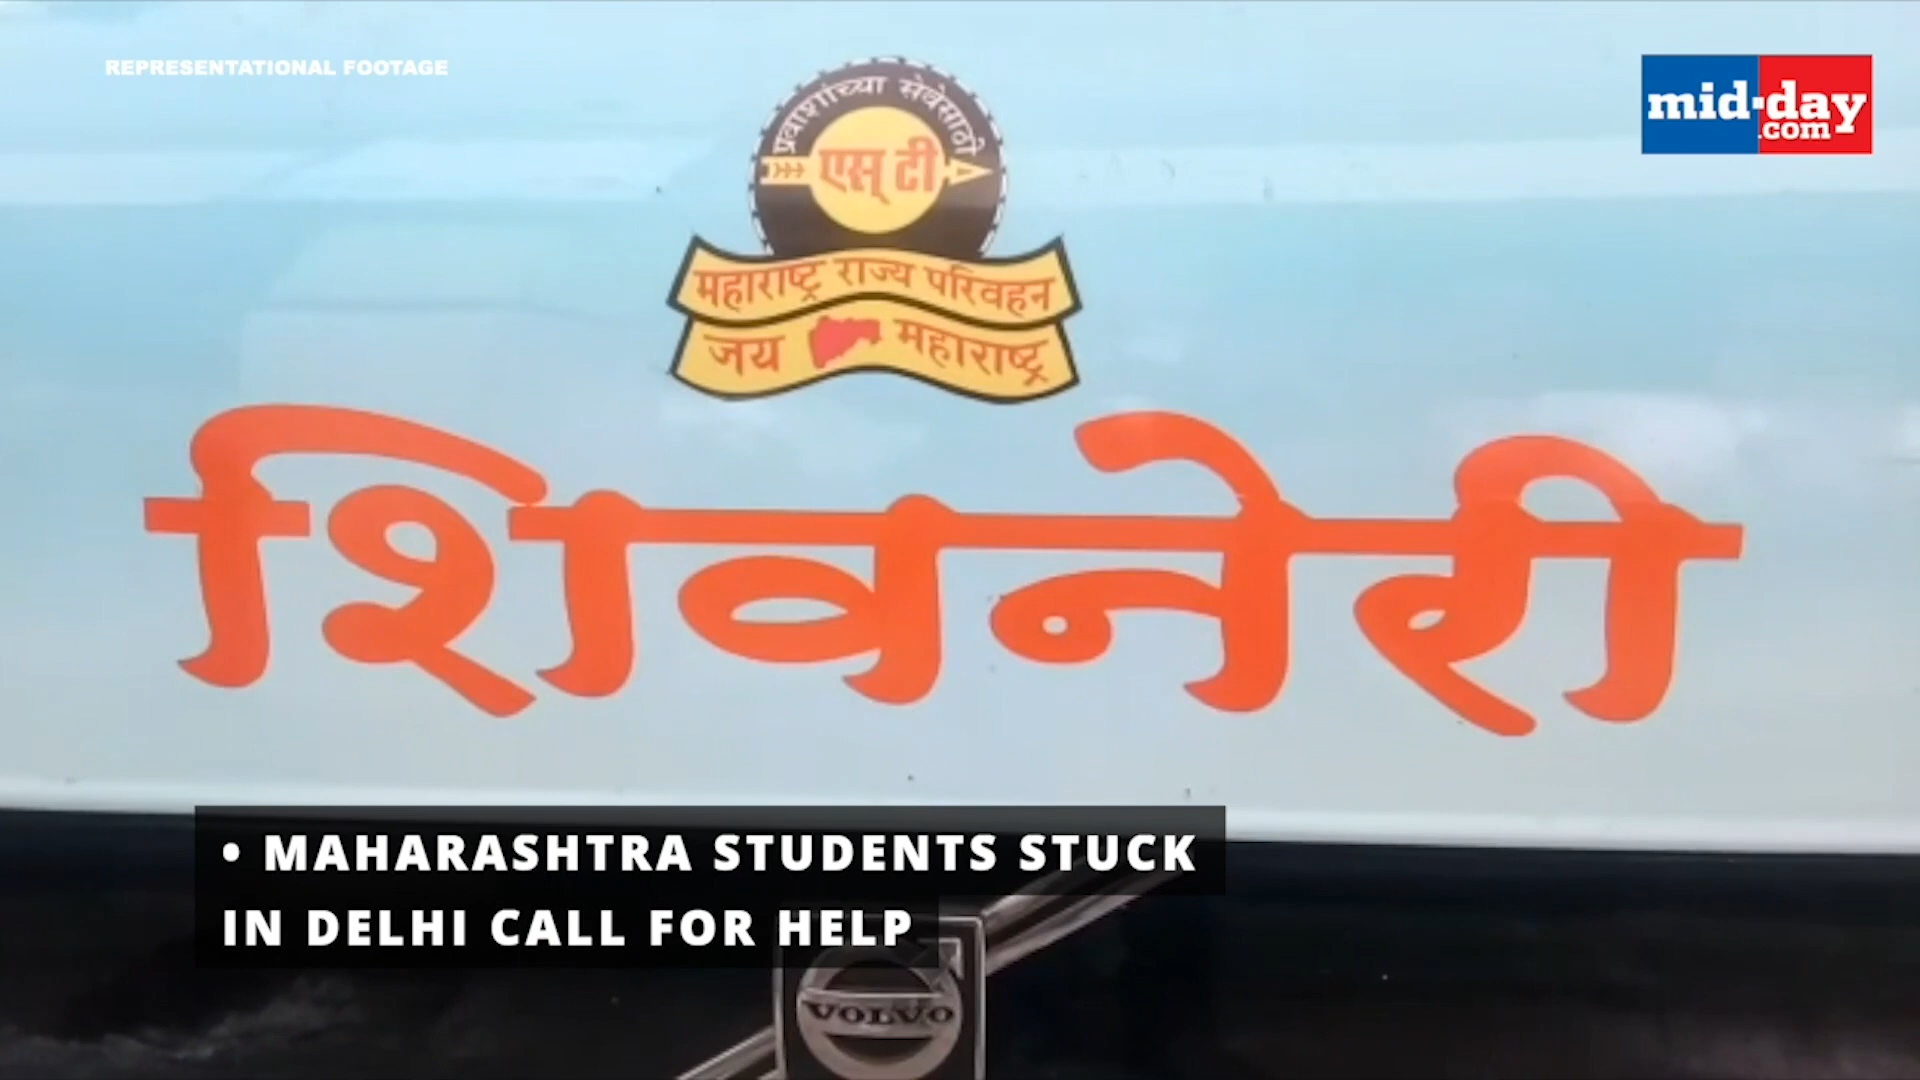 REPRESENTATIONAL FOOTAGE
mid-day
.com
प्रवाशांच्या सेवेसाठी
एस् टी
महाराष्ट्र राज्य परिवहन
जय महाराष्ट्र
शिवनेरी
• MAHARASHTRA STUDENTS STUCK
IN DELHI CALL FOR HELP
VOLVO